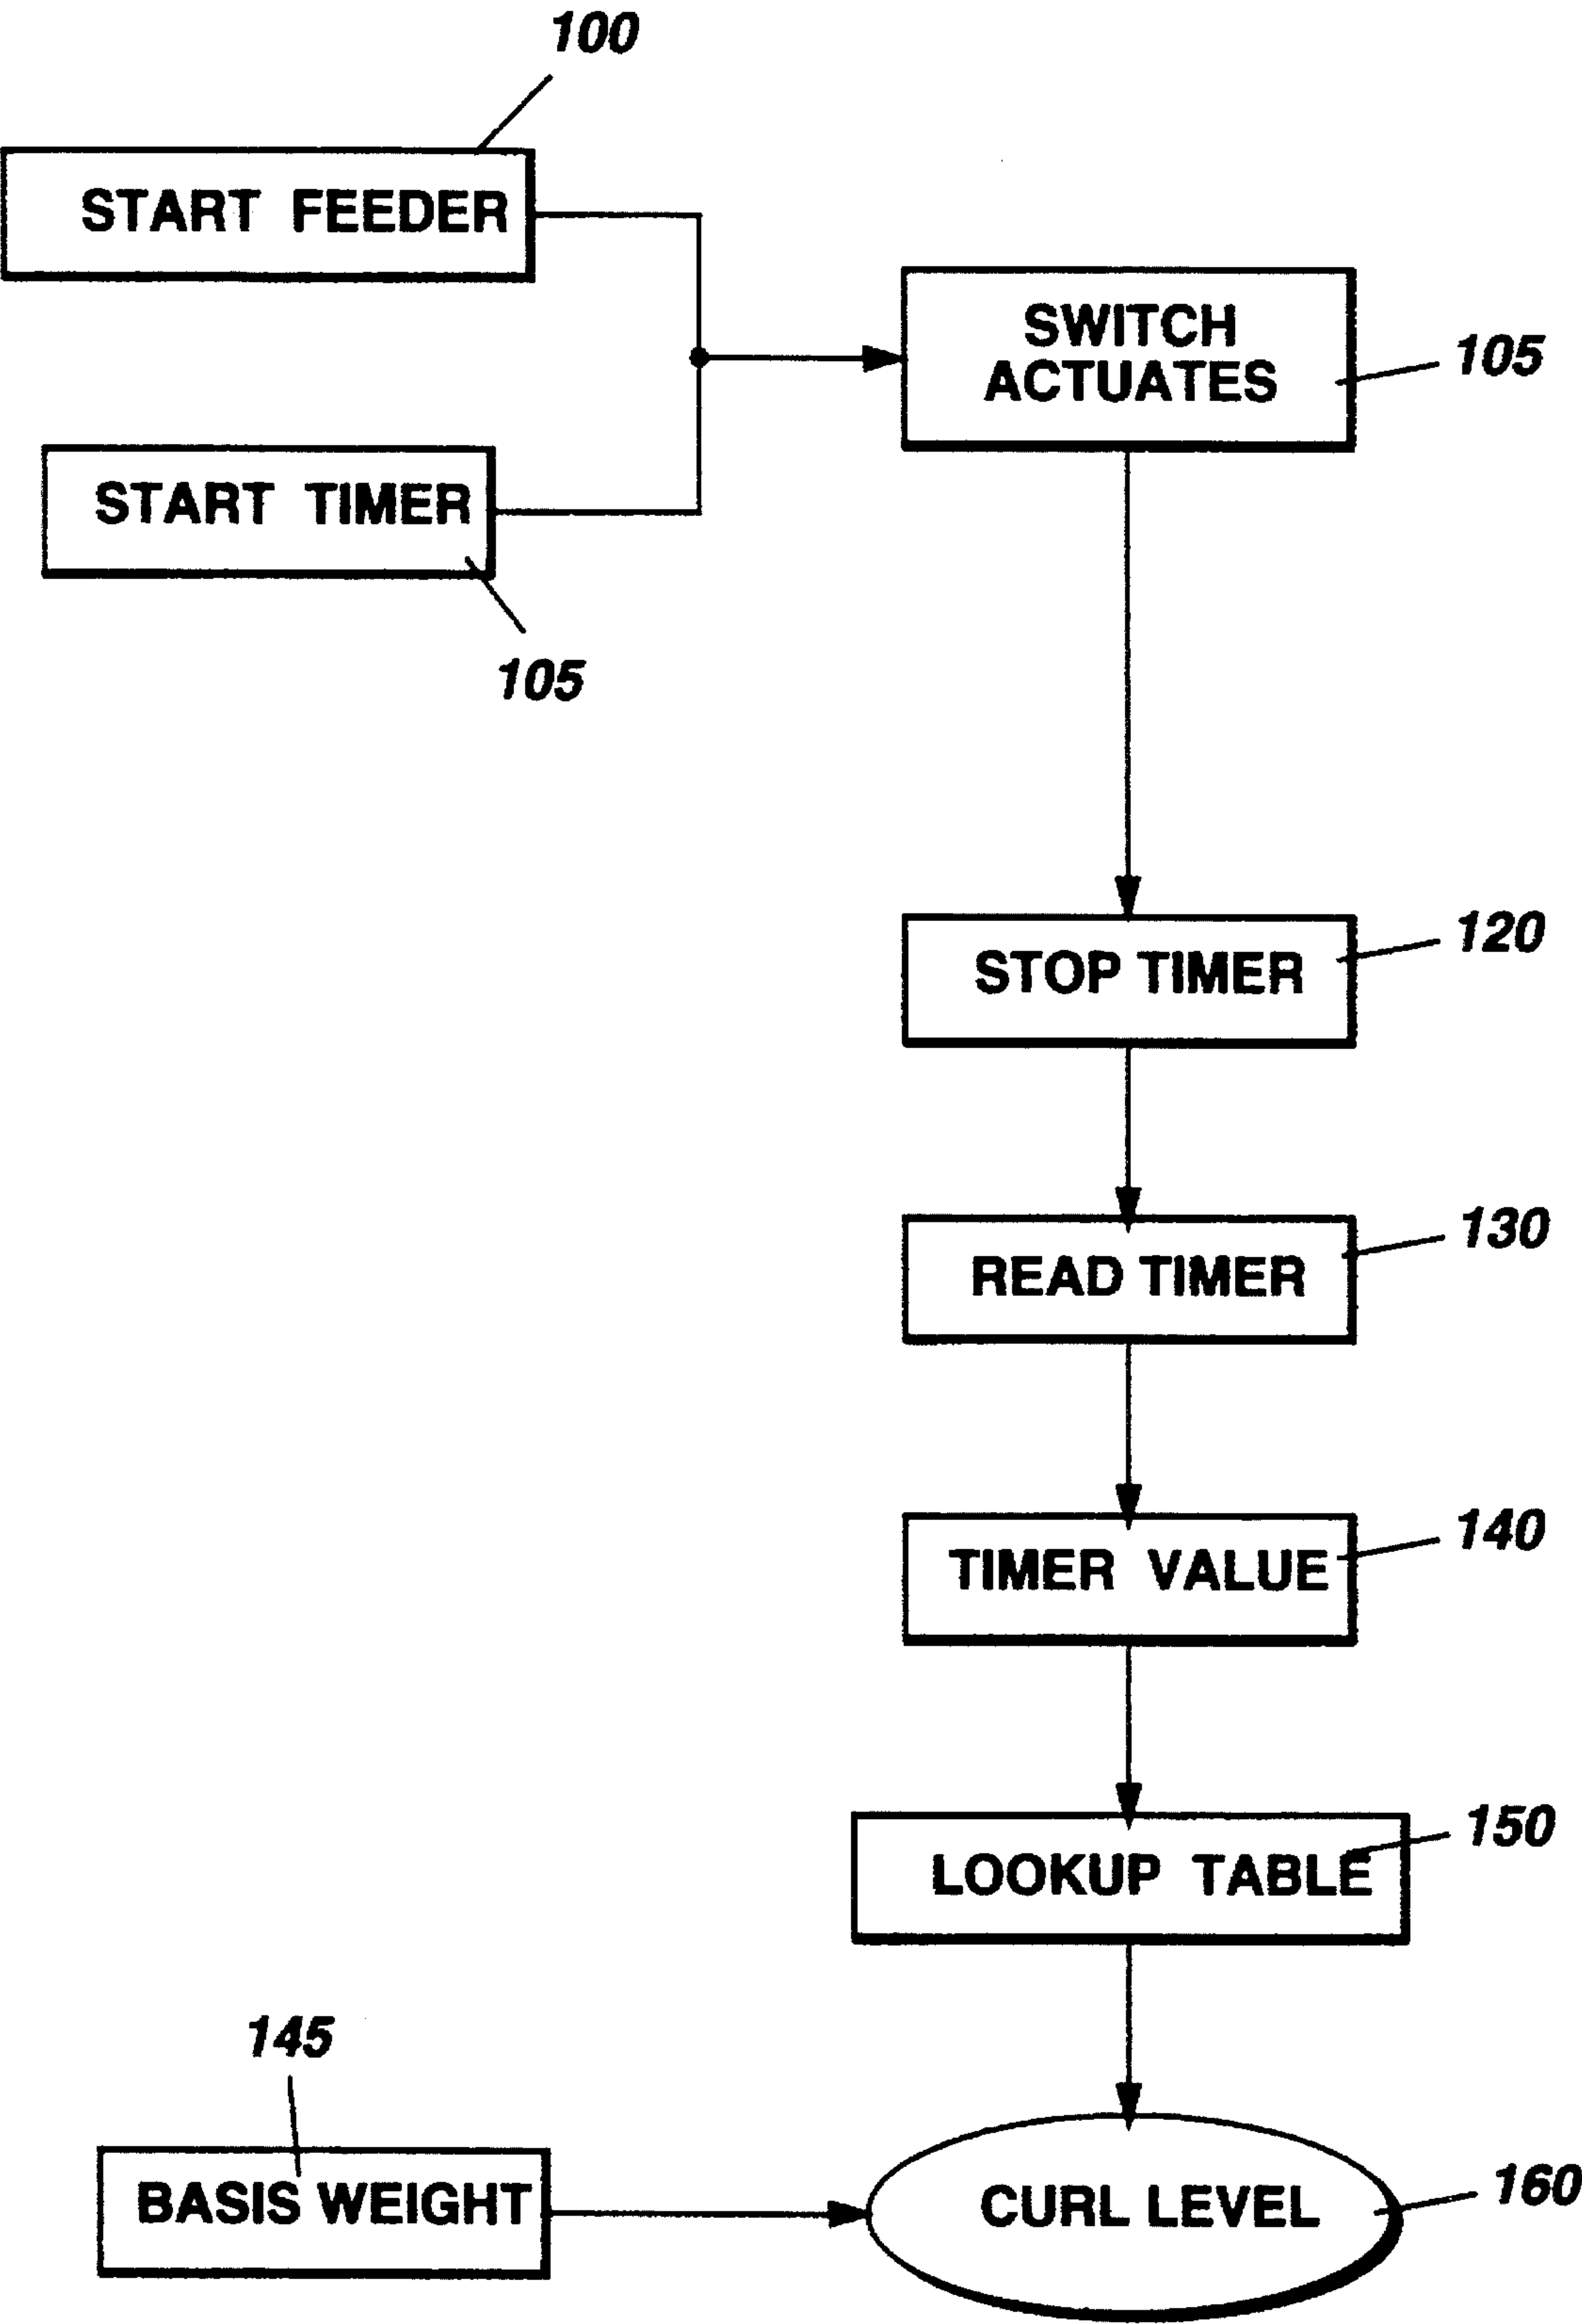 100
START FEEDER
SWITCH
ACTUATES
105
START TIMER
105
STOP TIMER
120
READ TIMER
130
TIMER VALUE
140
LOOKUP TABLE
150
145
BASIS WEIGHT
CURL LEVEL
160